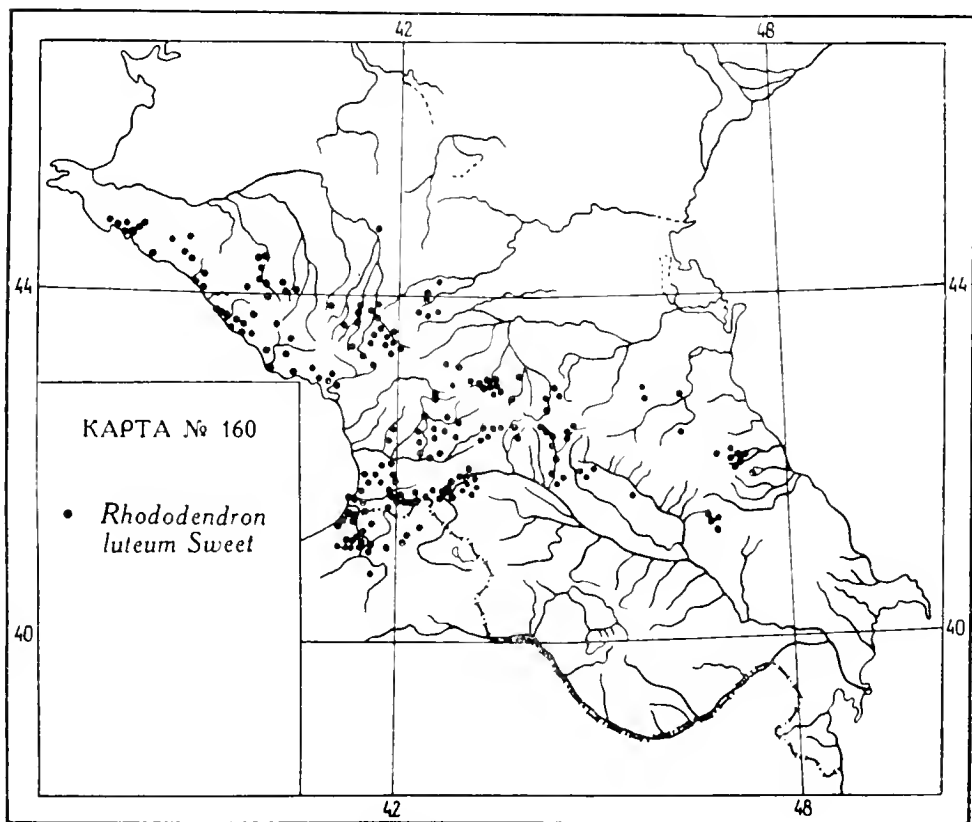 42 48
44 44
КАРТА № 160
• Rhododendron
luteum Sweet
40 40
42 48